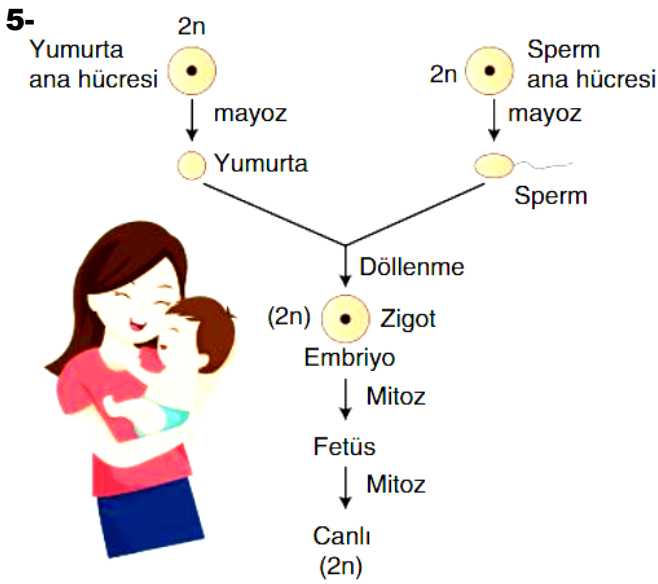 5-
2n
Yumurta
ana hücresi
mayoz
Yumurta
2n
Sperm
ana hücresi
mayoz
Sperm
Döllenme
(2n)
Zigot
Embriyo
Mitoz
Fetüs
Mitoz
Canlı
(2n)